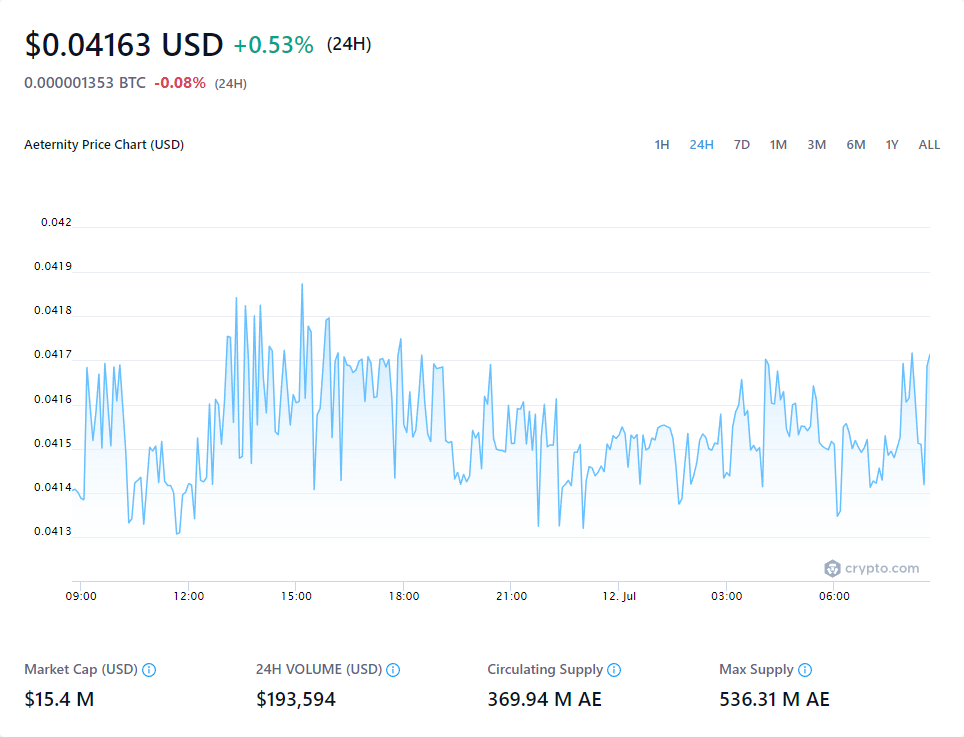 $0.04163 USD +0.53% (24H)
0.000001353 BTC -0.08% (24H)
Aeternity Price Chart (USD) 1H 24H 7D 1M 3M 6M 1Y ALL
0.042
0.0419
0.0418
0.0417
0.0416
0.0415
0.0414
0.0413
crypto.com
09:00 12:00 15:00 18:00 21:00 12. Jul 03:00 06:00
Market Cap (USD) 24H VOLUME (USD) Circulating Supply Max Supply
$15.4 M $193,594 369.94 M AE 536.31 M AE